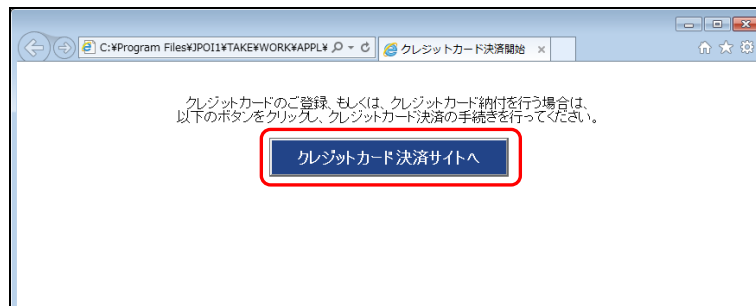 C:¥Program Files¥JPOI1¥TAKE¥WORK¥APPL¥
クレジットカード決済開始
クレジットカードのご登録、もしくは、クレジットカード納付を行う場合は、
以下のボタンをクリックし、クレジットカード決済の手続きを行ってください。
クレジットカード決済サイトへ